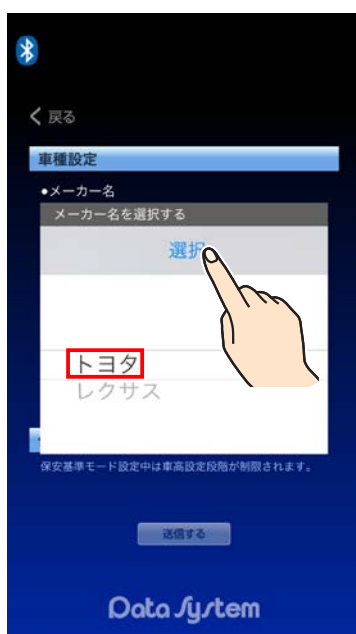 戻る
車種設定
●メーカー名
メーカー名を選択する
選択
トヨタ
レクサス
保安基準モード設定中は車高設定段階が制限されます。
送信する
Data System